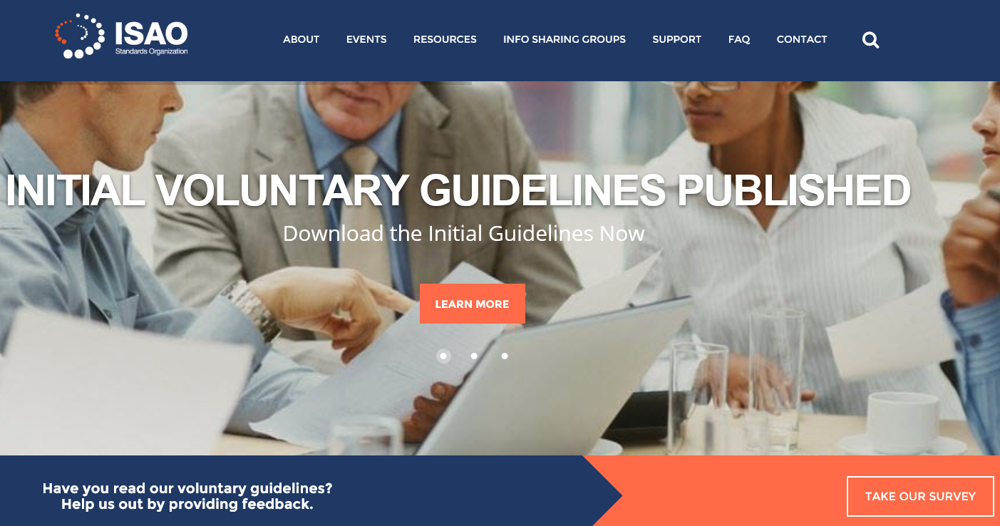 ISAO
Standards Organization
ABOUT EVENTS RESOURCES INFO SHARING GROUPS SUPPORT FAQ CONTACT
INITIAL VOLUNTARY GUIDELINES PUBLISHED
Download the Initial Guidelines Now
LEARN MORE
Have you read our voluntary guidelines?
Help us out by providing feedback.
TAKE OUR SURVEY